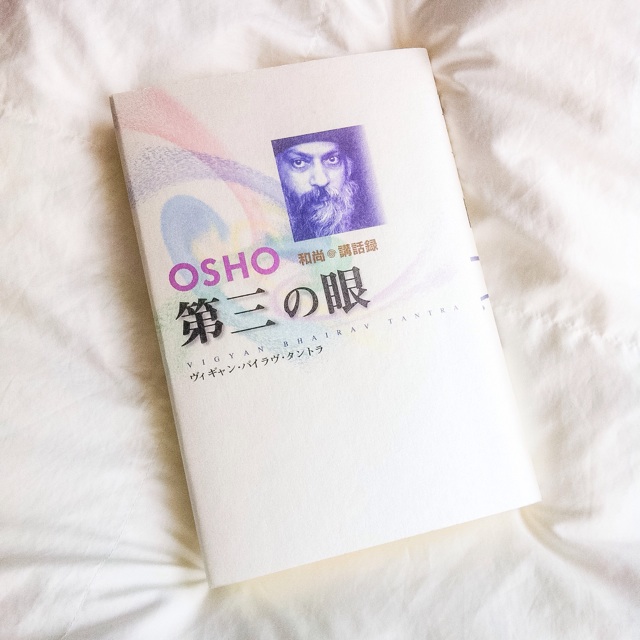 OSHO 和尚●講話録
第三の眼
VIGYAN BHAIRAV TANTRA
ヴィギャン・バイラヴ・タントラ